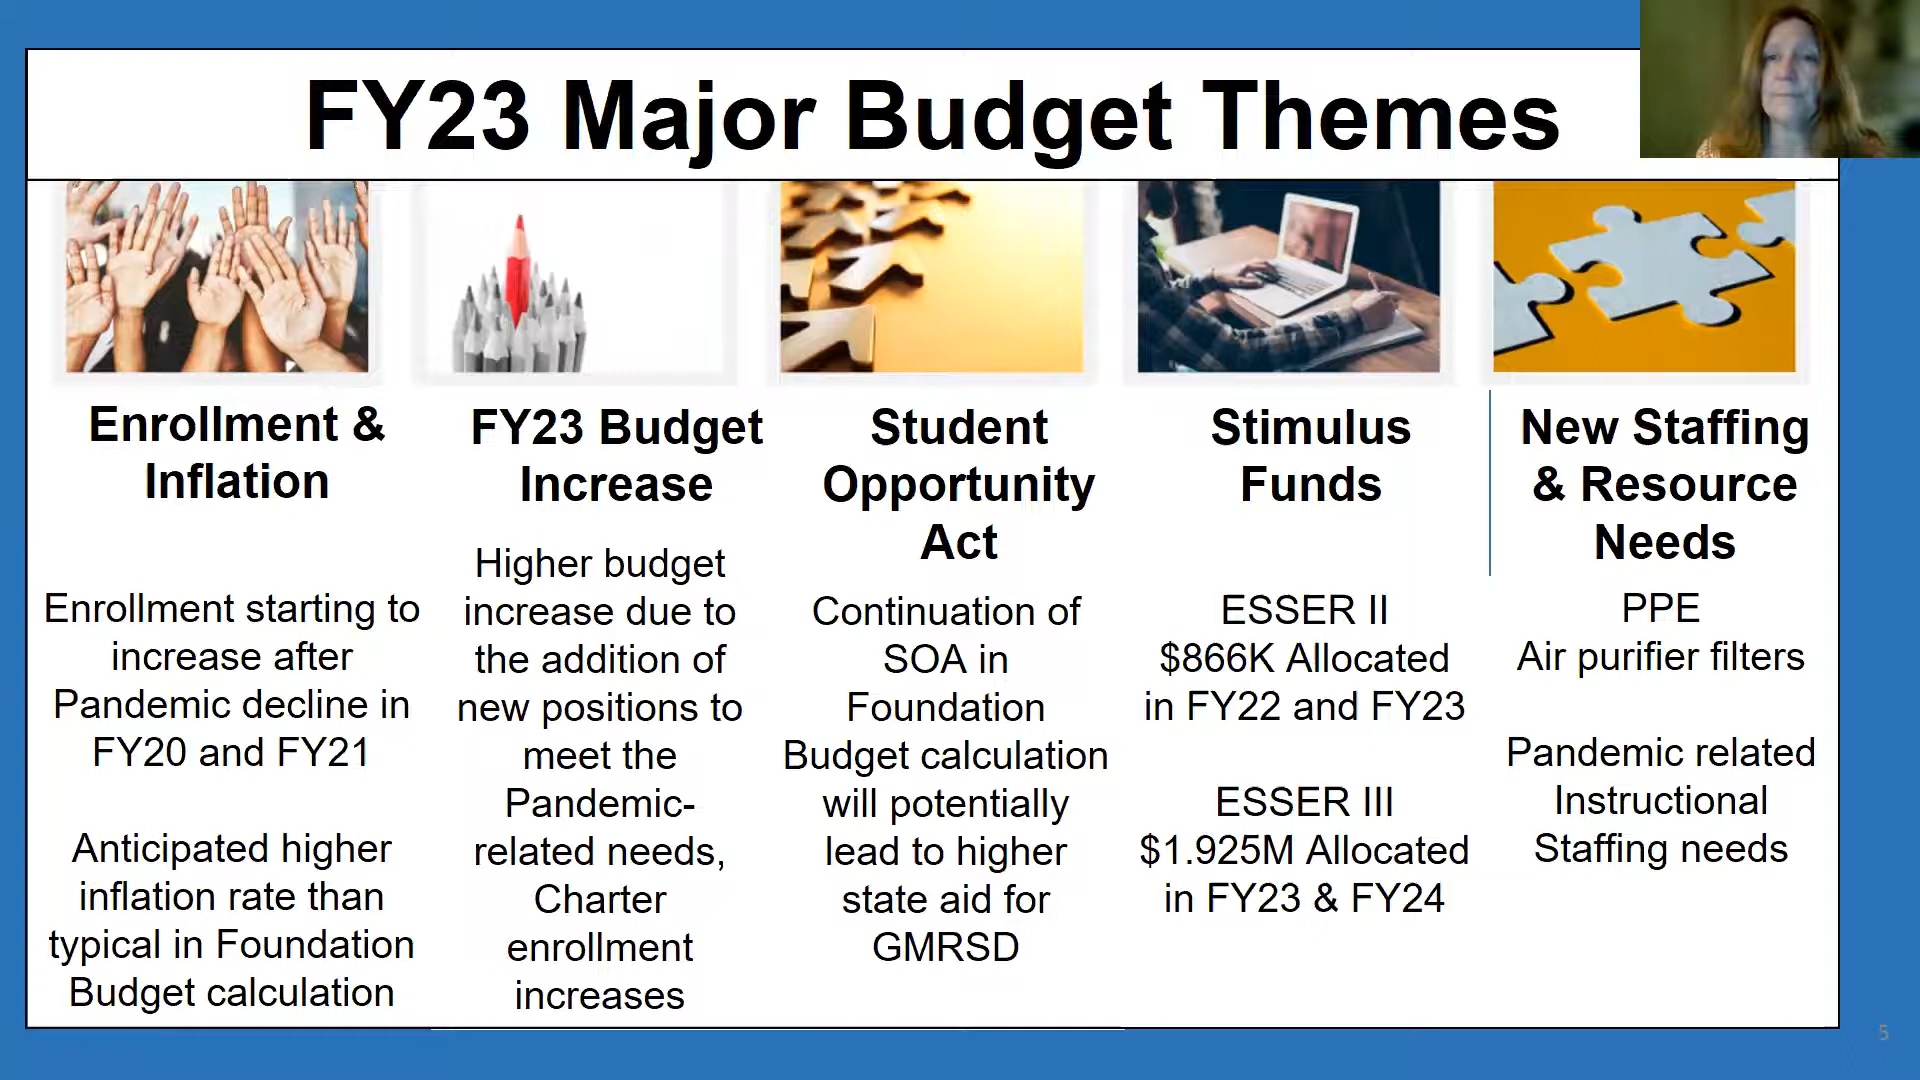 FY23 Major Budget Themes
Enrollment &
Inflation
Enrollment starting to
increase after
Pandemic decline in
FY20 and FY21
Anticipated higher
inflation rate than
typical in Foundation
Budget calculation
FY23 Budget
Increase
Higher budget
increase due to
the addition of
new positions to
meet the
Pandemic-
related needs,
Charter
enrollment
increases
Student
Opportunity
Act
Continuation of
SOA in
Foundation
Budget calculation
will potentially
lead to higher
state aid for
GMRSD
Stimulus
Funds
ESSER II
$866K Allocated
in FY22 and FY23
ESSER III
$1.925M Allocated
in FY23 & FY24
New Staffing
& Resource
Needs
PPE
Air purifier filters
Pandemic related
Instructional
Staffing needs
5